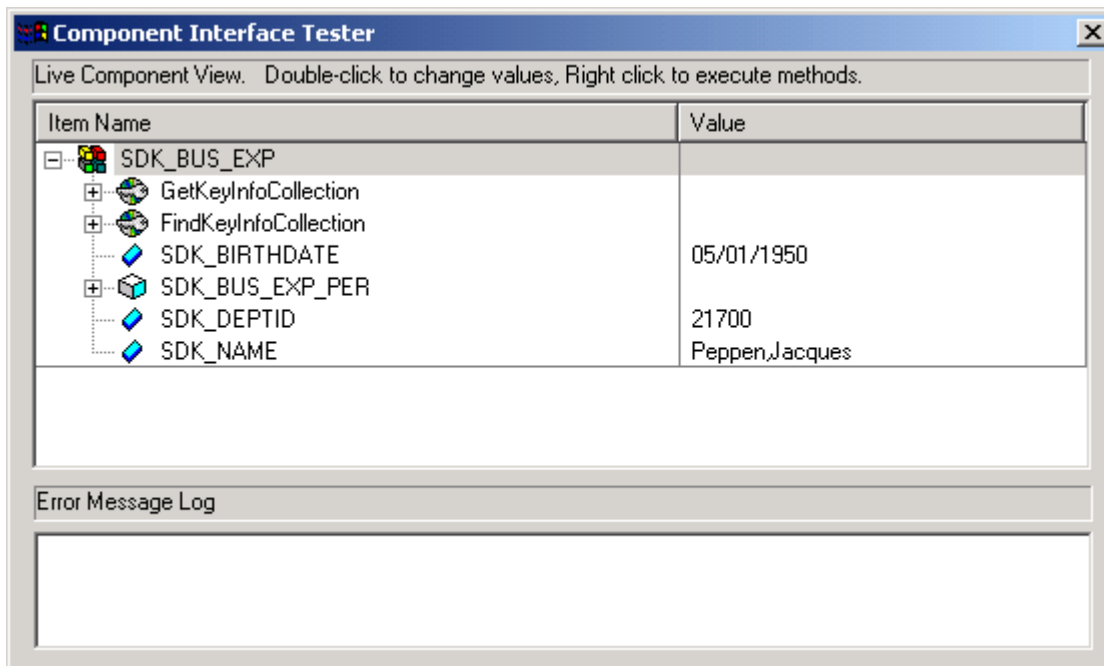 Component Interface Tester
Live Component View.   Double-click to change values, Right click to execute methods.
Item Name Value
SDK_BUS_EXP
GetKeyInfoCollection
FindKeyInfoCollection
SDK_BIRTHDATE 05/01/1950
SDK_BUS_EXP_PER
SDK_DEPTID 21700
SDK_NAME Peppen,Jacques
Error Message Log